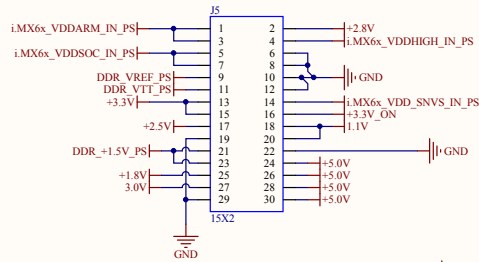 J5
i.MX6x_VDDARM_IN_PS 1 2 +2.8V
3 4 i.MX6x_VDDHIGH_IN_PS
i.MX6x_VDDSOC_IN_PS 5 6
7 8
DDR_VREF_PS 9 10 GND
DDR_VTT_PS 11 12
+3.3V 13 14 i.MX6x_VDD_SNVS_IN_PS
15 16 +3.3V_ON
+2.5V 17 18 1.1V
19 20
DDR_+1.5V_PS 21 22 GND
23 24 +5.0V
+1.8V 25 26 +5.0V
3.0V 27 28 +5.0V
29 30 +5.0V
15X2
GND